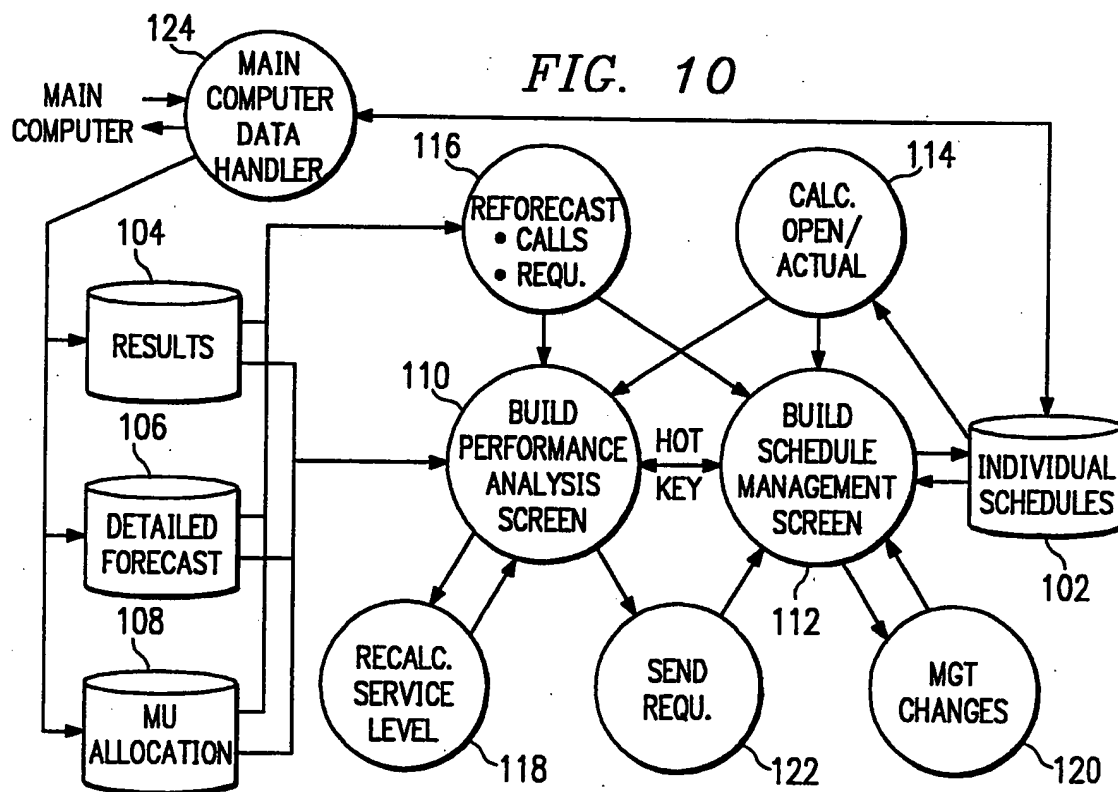 FIG. 10
124
MAIN
COMPUTER
DATA
HANDLER
MAIN
COMPUTER
116
REFORECAST
• CALLS
• REQU.
114
CALC.
OPEN/
ACTUAL
104
RESULTS
106
DETAILED
FORECAST
108
MU
ALLOCATION
110
BUILD
PERFORMANCE
ANALYSIS
SCREEN
HOT
KEY
BUILD
SCHEDULE
MANAGEMENT
SCREEN
112
INDIVIDUAL
SCHEDULES
102
RECALC.
SERVICE
LEVEL
118
SEND
REQU.
122
MGT
CHANGES
120